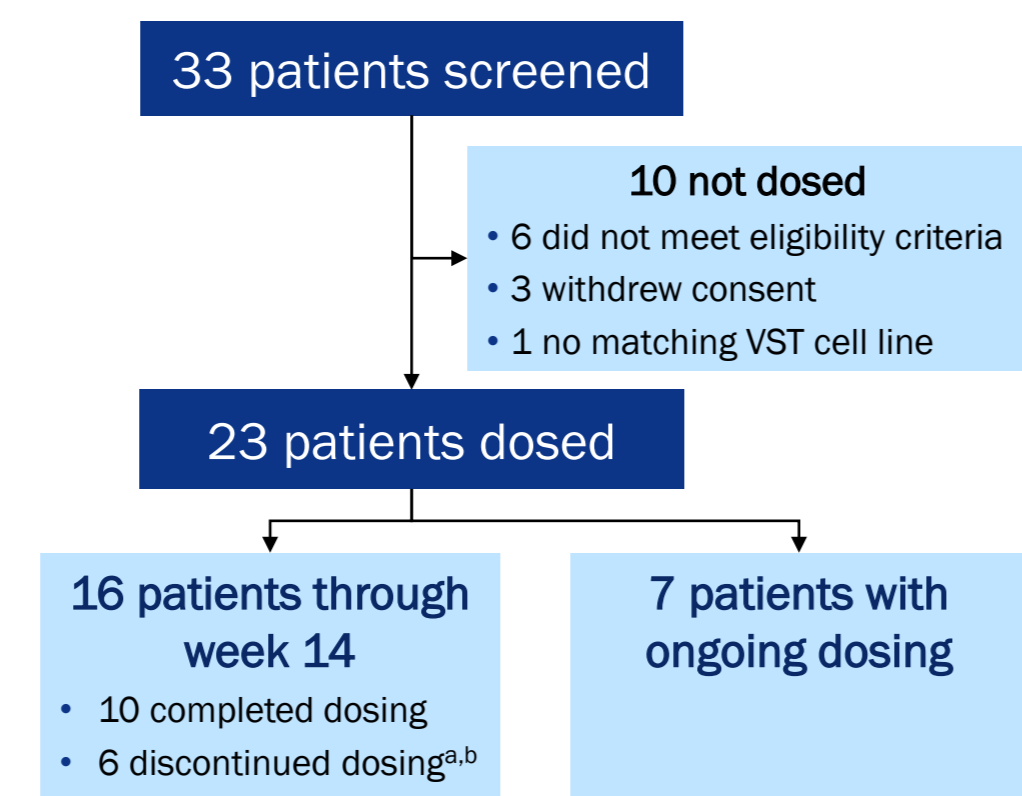 33 patients screened
10 not dosed
• 6 did not meet eligibility criteria
• 3 withdrew consent
• 1 no matching VST cell line
23 patients dosed
16 patients through
week 14
• 10 completed dosing
• 6 discontinued dosingᵃ,ᵇ
7 patients with
ongoing dosing